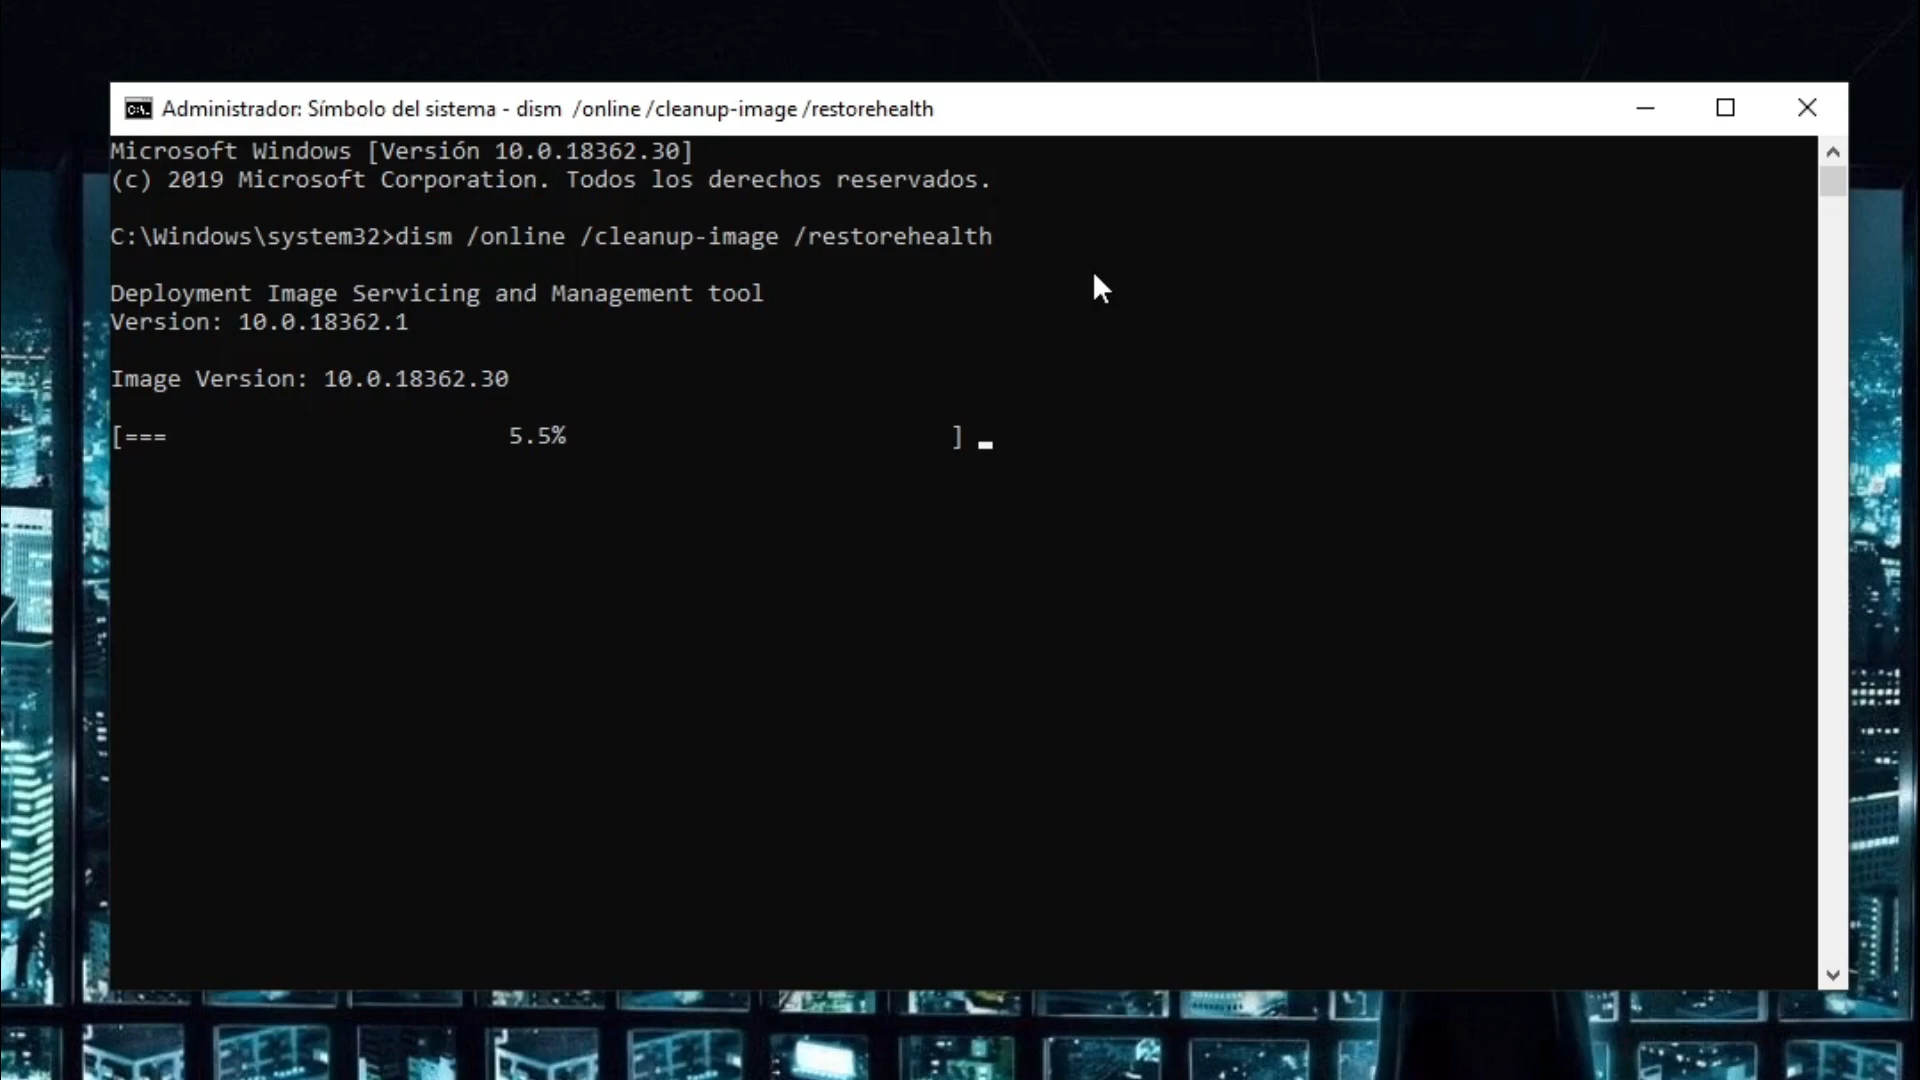 Administrador: Símbolo del sistema - dism  /online /cleanup-image /restorehealth
Microsoft Windows [Versión 10.0.18362.30]
(c) 2019 Microsoft Corporation. Todos los derechos reservados.
C:\Windows\system32>dism /online /cleanup-image /restorehealth
Deployment Image Servicing and Management tool
Version: 10.0.18362.1
Image Version: 10.0.18362.30
[===                        5.5%                           ]